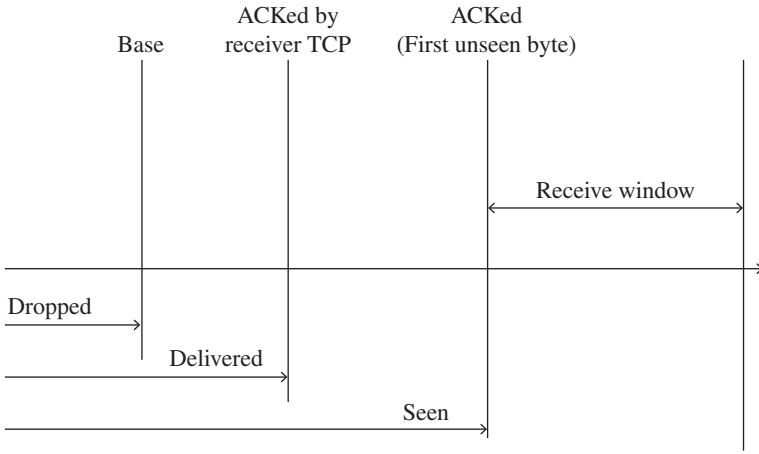 Base
ACKed by
receiver TCP
ACKed
(First unseen byte)
Receive window
Dropped
Delivered
Seen